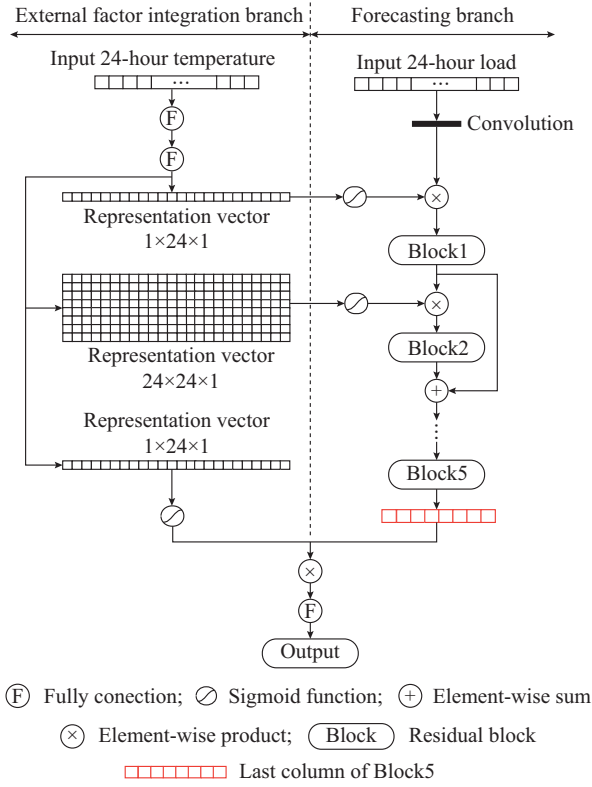 External factor integration branch
Forecasting branch
Input 24-hour temperature
Input 24-hour load
...
...
F
Convolution
F
×
Representation vector
1×24×1
Block1
×
Representation vector
24×24×1
Block2
+
Representation vector
1×24×1
Block5
×
F
Output
F Fully conection; Sigmoid function; + Element-wise sum
× Element-wise product; Block Residual block
Last column of Block5